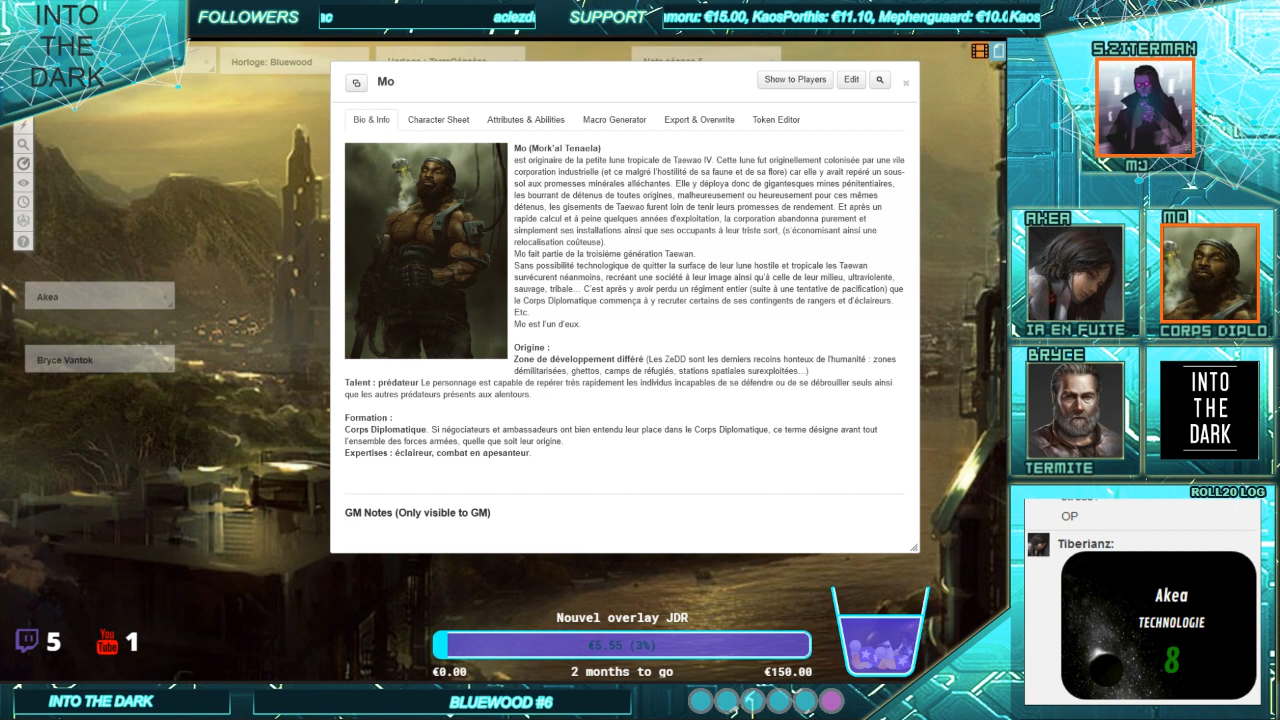 INTO
THE
DARK
FOLLOWERS
aciezdi
SUPPORT
amoru: €15.00, KaosPorthis: €11.10, Mephenguaard: €10.0 Kaos
Horloge: Bluewood
Mo
Show to Players
Edit
Bio & Info
Character Sheet
Attributes & Abilities
Macro Generator
Export & Overwrite
Token Editor
Mo (Mork'al Tenaela)
est originaire de la petite lune tropicale de Taewao IV. Cette lune fut originellement colonisée par une vile
corporation industrielle (et ce malgré l'hostilité de sa faune et de sa flore) car elle y avait repéré un sous-
sol aux promesses minérales alléchantes. Elle y déploya donc de gigantesques mines pénitentiaires,
les bourrant de détenus de toutes origines, malheureusement ou heureusement pour ces mêmes
détenus, les gisements de Taewao furent loin de tenir leurs promesses de rendement. Et après un
rapide calcul et à peine quelques années d'exploitation, la corporation abandonna purement et
simplement ses installations ainsi que ses occupants à leur triste sort, (s'économisant ainsi une
relocalisation coûteuse).
Mo fait partie de la troisième génération Taewan.
Sans possibilité technologique de quitter la surface de leur lune hostile et tropicale les Taewan
survécurent néanmoins, recréant une société à leur image ainsi qu'à celle de leur milieu, ultraviolente,
sauvage, tribale... C'est après y avoir perdu un régiment entier (suite à une tentative de pacification) que
le Corps Diplomatique commença à y recruter certains de ses contingents de rangers et d'éclaireurs.
Etc.
Mo est l'un d'eux.
Origine :
Zone de développement différé (Les ZeDD sont les derniers recoins honteux de l'humanité : zones
démilitarisées, ghettos, camps de réfugiés, stations spatiales surexploitées...)
Talent : prédateur Le personnage est capable de repérer très rapidement les individus incapables de se défendre ou de se débrouiller seuls ainsi
que les autres prédateurs présents aux alentours.
Formation :
Corps Diplomatique. Si négociateurs et ambassadeurs ont bien entendu leur place dans le Corps Diplomatique, ce terme désigne avant tout
l'ensemble des forces armées, quelle que soit leur origine.
Expertises : éclaireur, combat en apesanteur.
GM Notes (Only visible to GM)
Akea
Bryce Vantok
S.ZITERMAN
MJ
AKEA
IA EN FUITE
MO
CORPS DIPLO
BRYCE
TERMITE
INTO
THE
DARK
ROLL20 LOG
OP
Tiberianz:
Akea
TECHNOLOGIE
8
5
You
Tube
1
Nouvel overlay JDR
€5.55 (3%)
€0.00
2 months to go
€150.00
INTO THE DARK
BLUEWOOD #6